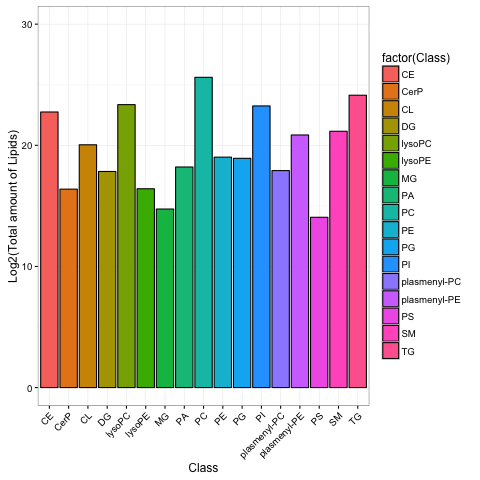 30
20
10
0
Log2(Total amount of Lipids)
CE
CerP
CL
DG
lysoPC
lysoPE
MG
PA
PC
PE
PG
PI
plasmenyl-PC
plasmenyl-PE
PS
SM
TG
Class
factor(Class)
CE
CerP
CL
DG
lysoPC
lysoPE
MG
PA
PC
PE
PG
PI
plasmenyl-PC
plasmenyl-PE
PS
SM
TG